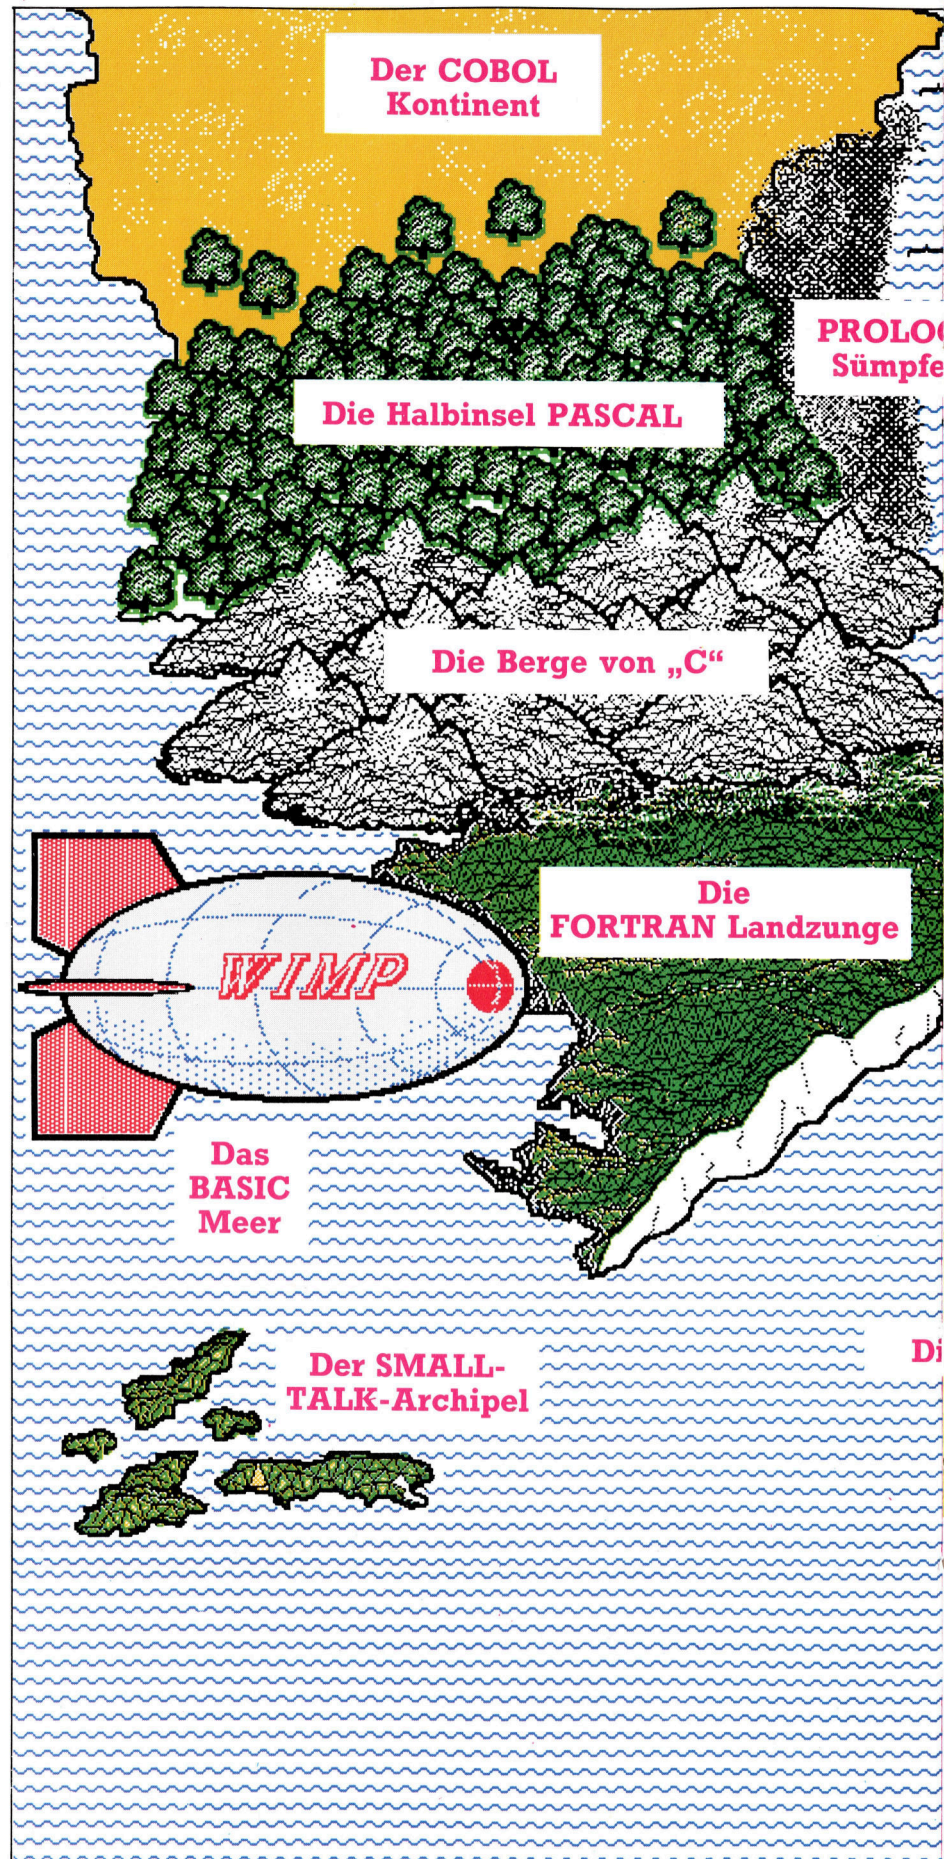 Der COBOL
Kontinent
Sümpfe
Die Halbinsel PASCAL
Die Berge von „C“
Die
FORTRAN Landzunge
WIMP
Das
BASIC
Meer
Der SMALL-
TALK-Archipel